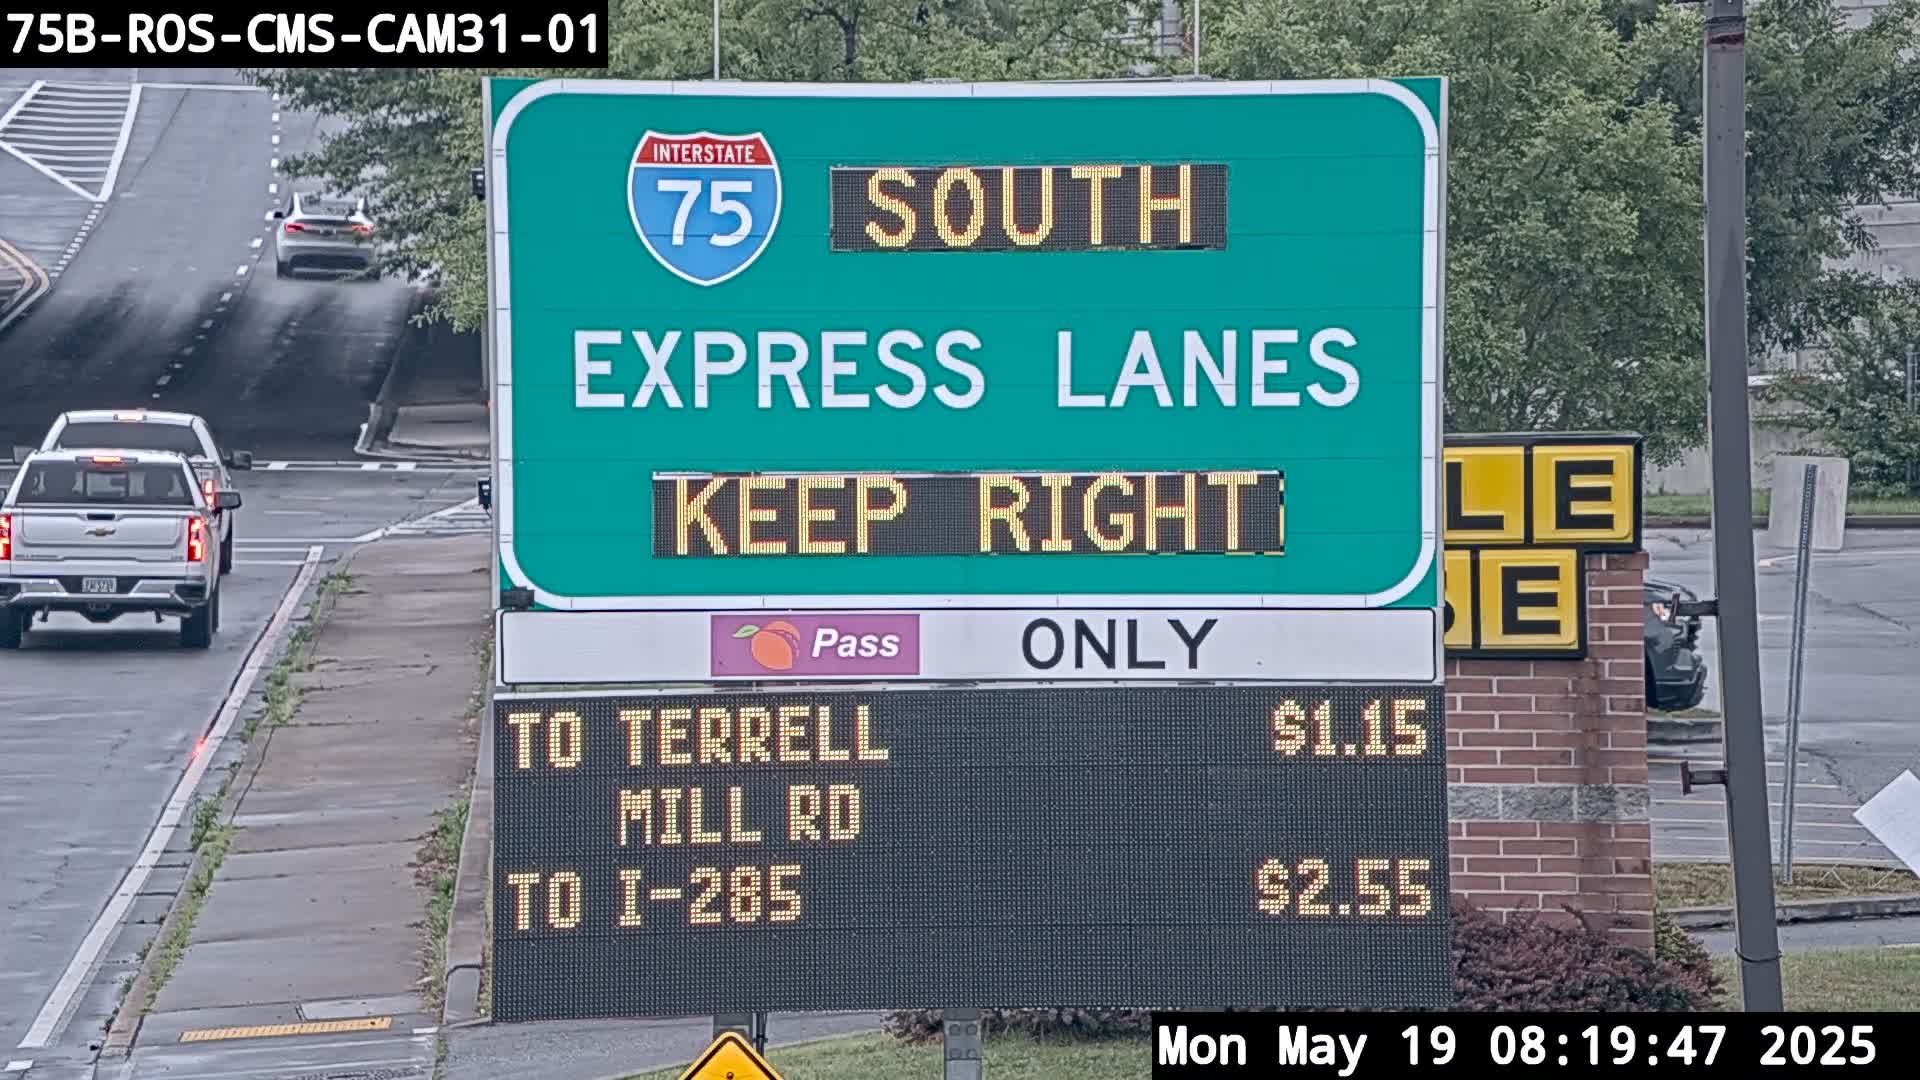 75B-ROS-CMS-CAM31-01
INTERSTATE
75
SOUTH
EXPRESS LANES
KEEP RIGHT
Pass ONLY
TO TERRELL $1.15
MILL RD
TO I-285 $2.55
LE
E
Mon May 19 08:19:47 2025